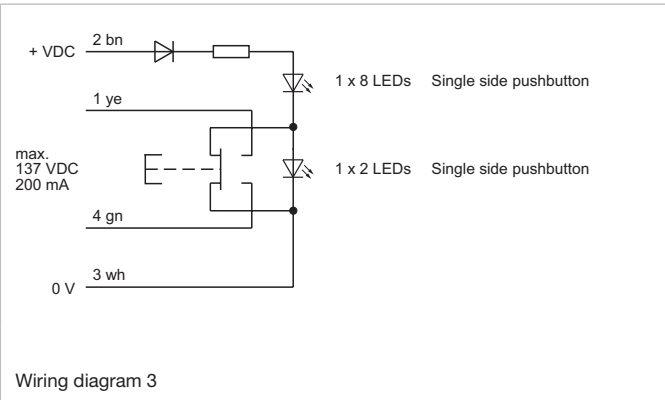 + VDC 2 bn
1 x 8 LEDs Single side pushbutton
1 ye
max.
137 VDC
200 mA
1 x 2 LEDs Single side pushbutton
4 gn
3 wh
0 V
Wiring diagram 3